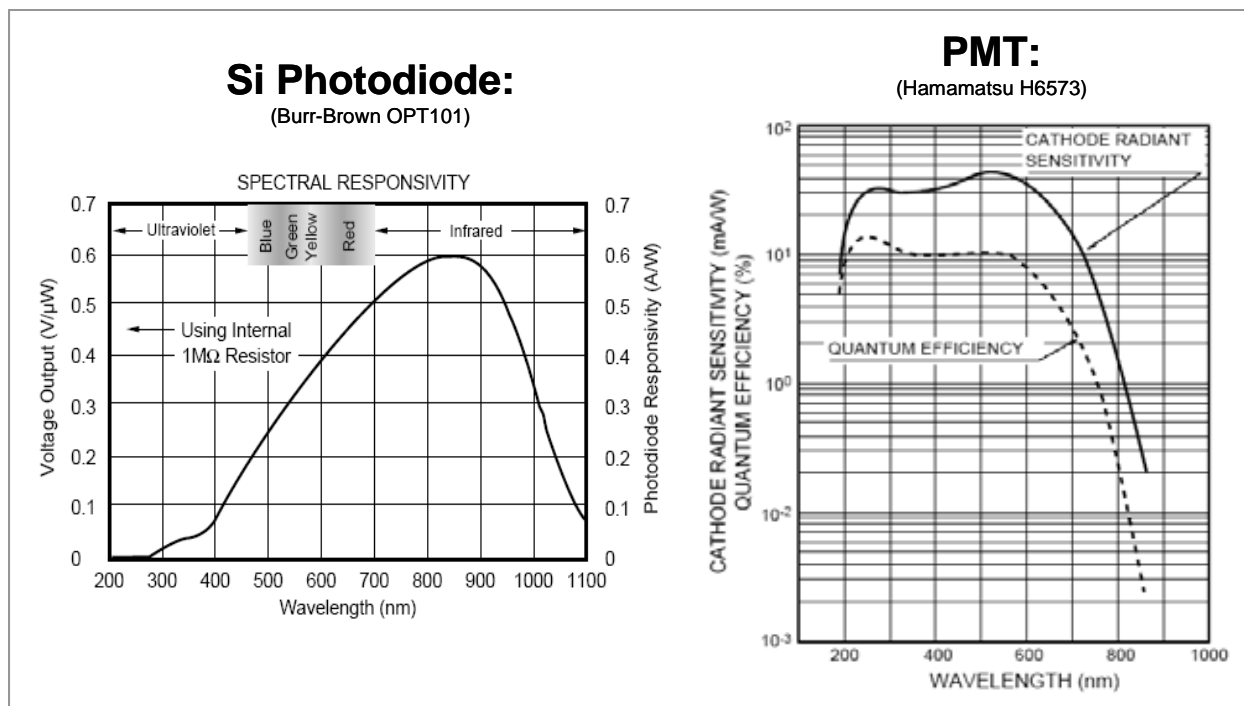 Si Photodiode:
(Burr-Brown OPT101)
SPECTRAL RESPONSIVITY
0.7
0.6
0.5
0.4
0.3
0.2
0.1
0
Voltage Output (V/µW)
Ultraviolet
Blue
Green
Yellow
Red
Infrared
Using Internal
1MΩ Resistor
0.7
0.6
0.5
0.4
0.3
0.2
0.1
0
Photodiode Responsivity (A/W)
200 300 400 500 600 700 800 900 1000 1100
Wavelength (nm)
PMT:
(Hamamatsu H6573)
10²
10¹
10⁰
10⁻²
10⁻³
CATHODE RADIANT SENSITIVITY (mA/W)
QUANTUM EFFICIENCY (%)
CATHODE RADIANT
SENSITIVITY
QUANTUM EFFICIENCY
200 400 600 800 1000
WAVELENGTH (nm)